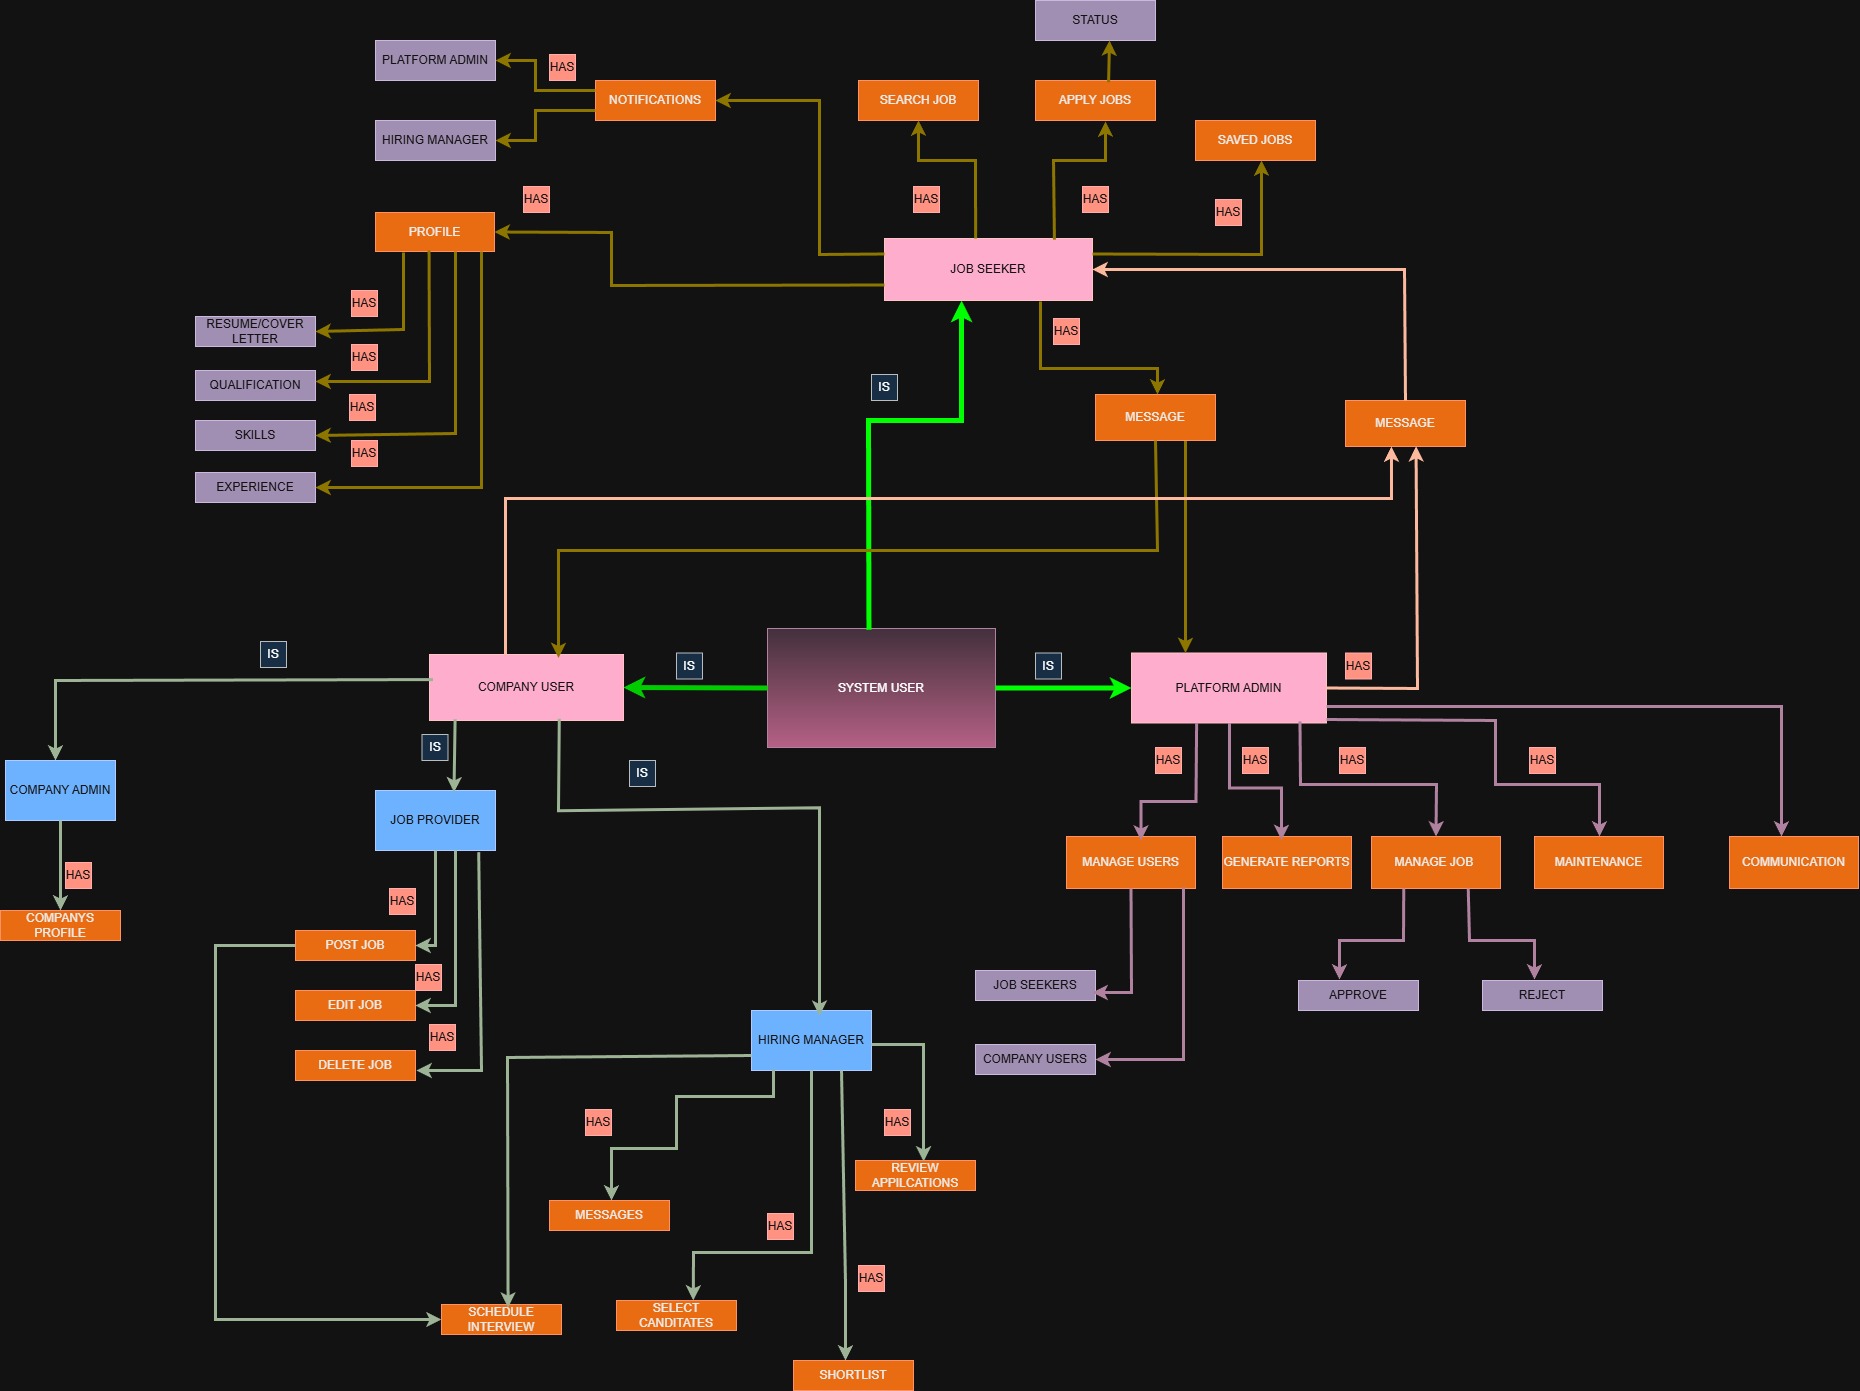 STATUS
PLATFORM ADMIN
HAS
NOTIFICATIONS
SEARCH JOB
APPLY JOBS
HIRING MANAGER
SAVED JOBS
HAS
HAS
HAS
HAS
PROFILE
JOB SEEKER
HAS
RESUME/COVER
LETTER
HAS
HAS
QUALIFICATION
IS
HAS
SKILLS
MESSAGE
MESSAGE
HAS
EXPERIENCE
IS
IS
IS
HAS
COMPANY USER
SYSTEM USER
PLATFORM ADMIN
IS
IS
HAS
HAS
HAS
HAS
COMPANY ADMIN
JOB PROVIDER
HAS
MANAGE USERS
GENERATE REPORTS
MANAGE JOB
MAINTENANCE
COMMUNICATION
HAS
COMPANYS
PROFILE
POST JOB
HAS
JOB SEEKERS
APPROVE
REJECT
EDIT JOB
HAS
HIRING MANAGER
COMPANY USERS
DELETE JOB
HAS
HAS
REVIEW
APPILCATIONS
MESSAGES
HAS
HAS
SCHEDULE
INTERVIEW
SELECT
CANDITATES
SHORTLIST